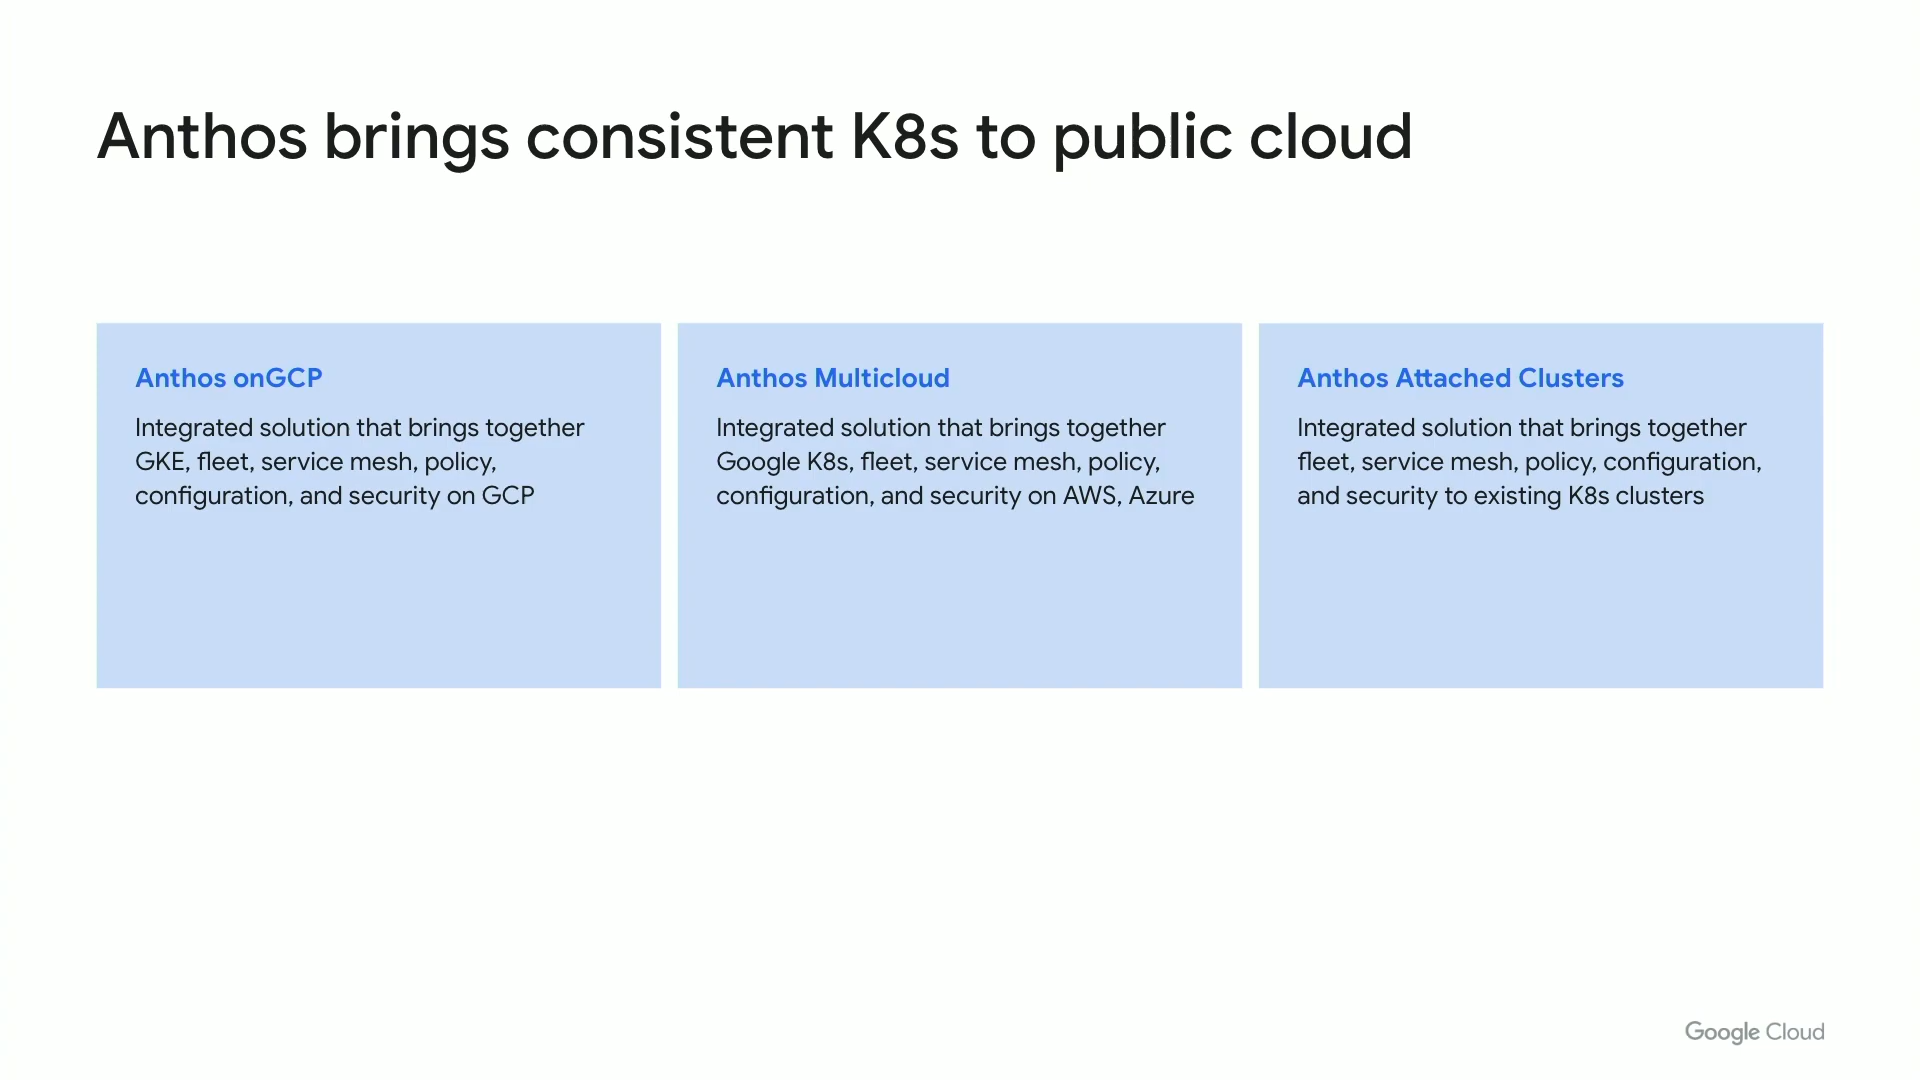 Anthos brings consistent K8s to public cloud
Anthos onGCP
Integrated solution that brings together
GKE, fleet, service mesh, policy,
configuration, and security on GCP
Anthos Multicloud
Integrated solution that brings together
Google K8s, fleet, service mesh, policy,
configuration, and security on AWS, Azure
Anthos Attached Clusters
Integrated solution that brings together
fleet, service mesh, policy, configuration,
and security to existing K8s clusters
Google Cloud